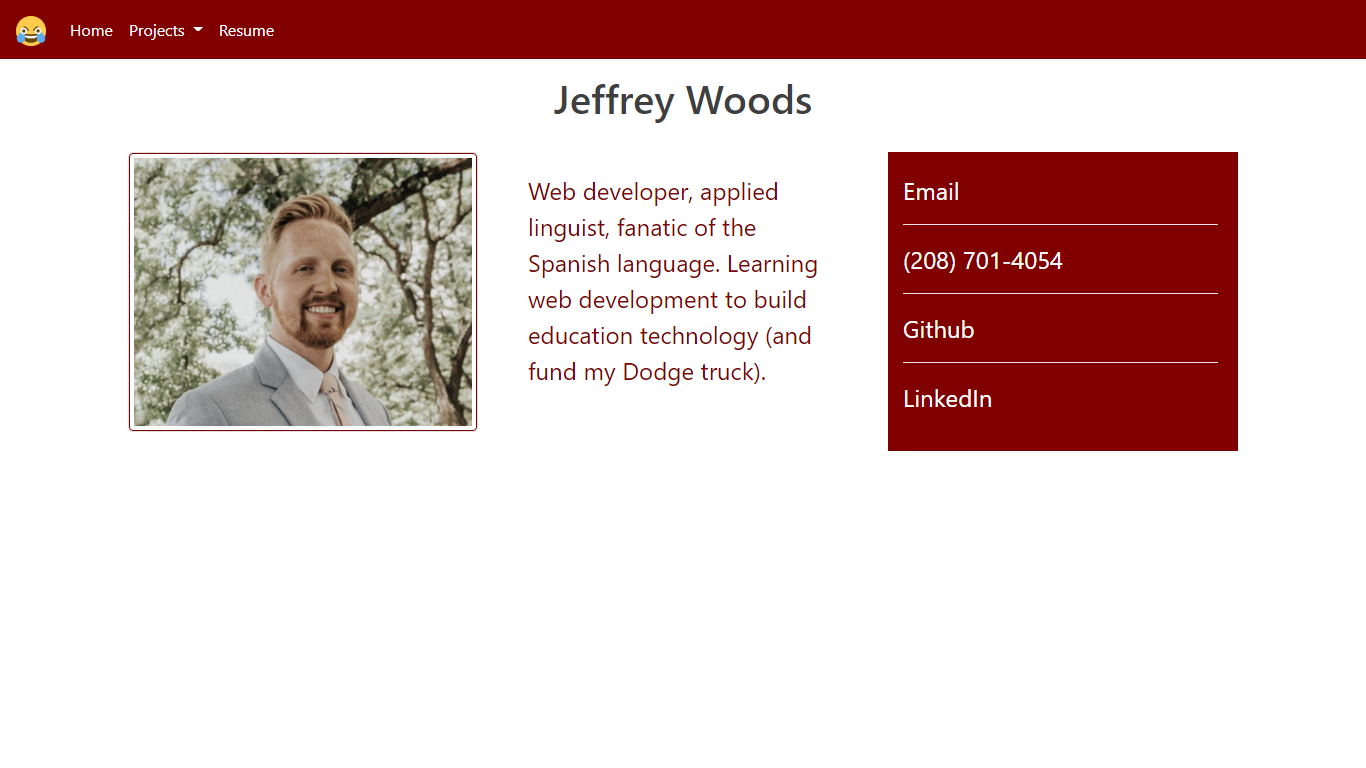 Home Projects Resume
Jeffrey Woods
Web developer, applied
linguist, fanatic of the
Spanish language. Learning
web development to build
education technology (and
fund my Dodge truck).
Email
(208) 701-4054
Github
LinkedIn